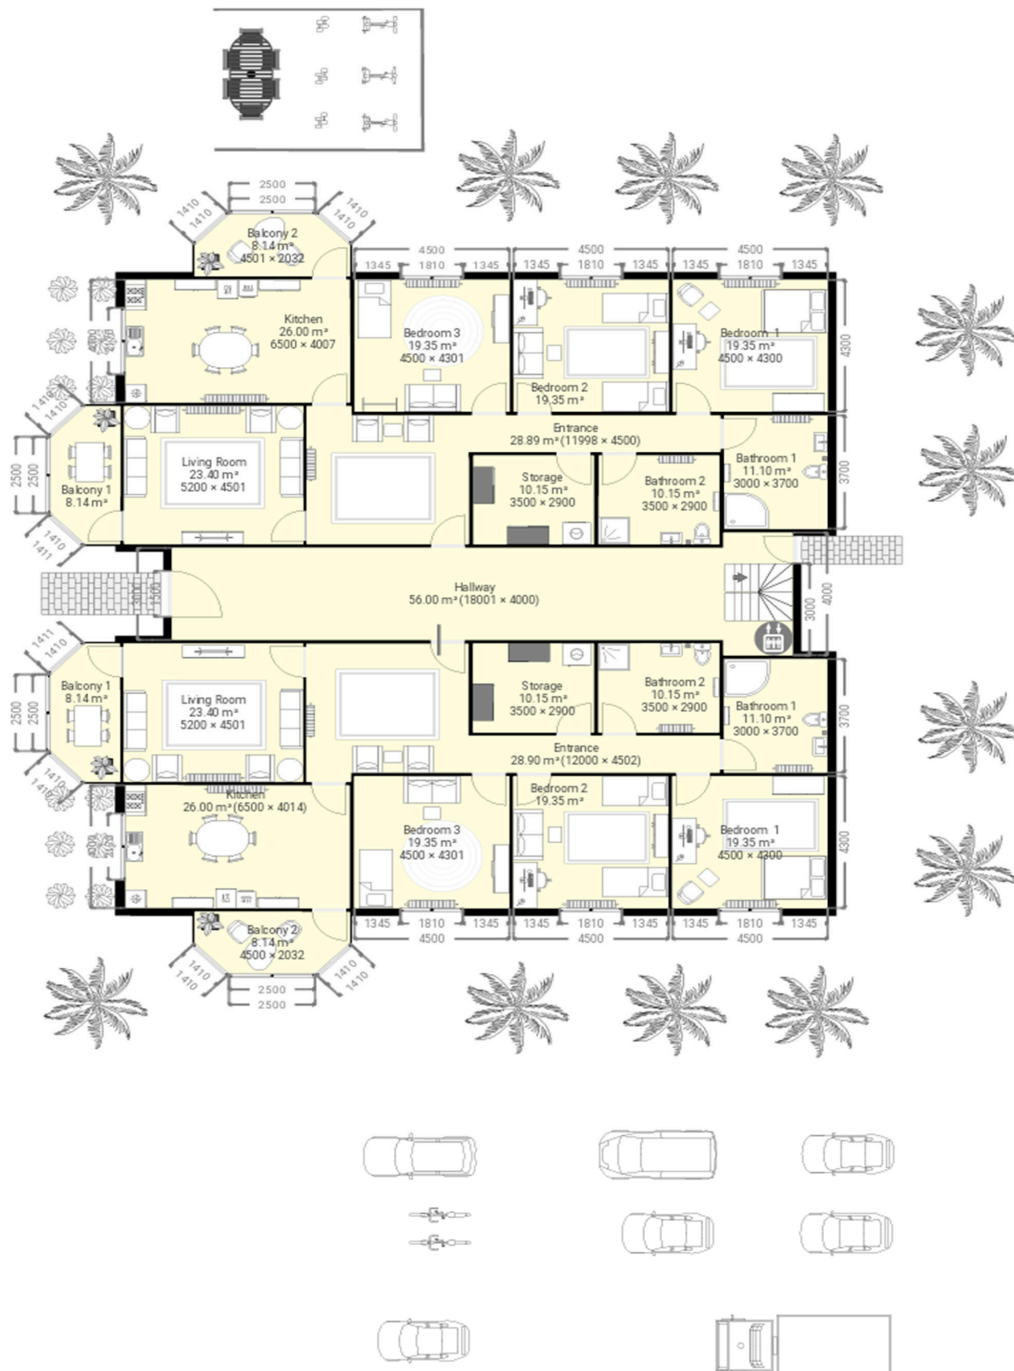 2500
2500
1410
1410
1410
1410
Balcony 2
8.14 m²
4501 × 2032
4500
1345
1810
1345
4500
1345
1810
1345
4500
1345
1810
1345
Kitchen
26.00 m²
6500 × 4007
Bedroom 3
19.35 m²
4500 × 4301
Bedroom 2
19.35 m²
Bedroom 1
19.35 m²
4500 × 4300
4300
1410
1410
2500
2500
Balcony 1
8.14 m²
1410
1411
Living Room
23.40 m²
5200 × 4501
Entrance
28.89 m² (11998 × 4500)
Storage
10.15 m²
3500 × 2900
Bathroom 2
10.15 m²
3500 × 2900
Bathroom 1
11.10 m²
3000 × 3700
3700
3000
1500
Hallway
56.00 m² (18001 × 4000)
3000
4000
1411
1410
2500
2500
Balcony 1
8.14 m²
1410
1410
Living Room
23.40 m²
5200 × 4501
Storage
10.15 m²
3500 × 2900
Bathroom 2
10.15 m²
3500 × 2900
Bathroom 1
11.10 m²
3000 × 3700
3700
Entrance
28.90 m² (12000 × 4502)
Kitchen
26.00 m² (6500 × 4014)
Bedroom 3
19.35 m²
4500 × 4301
Bedroom 2
19.35 m²
Bedroom 1
19.35 m²
4500 × 4300
4300
Balcony 2
8.14 m²
4500 × 2032
1410
1410
1410
1410
2500
2500
1345
1810
1345
4500
1345
1810
1345
4500
1345
1810
1345
4500